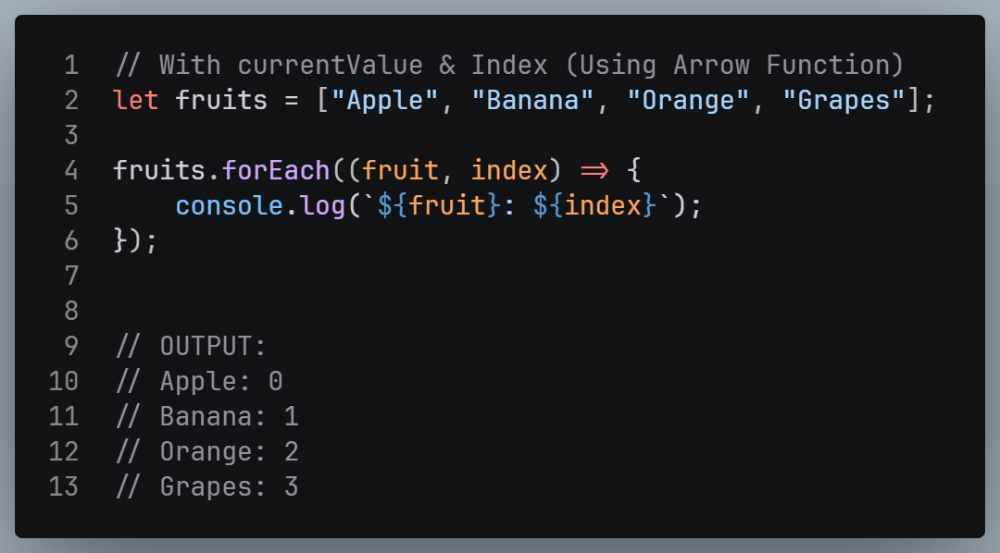 1 // With currentValue & Index (Using Arrow Function)
2 let fruits = ["Apple", "Banana", "Orange", "Grapes"];
3
4 fruits.forEach((fruit, index) => {
5     console.log(`${fruit}: ${index}`);
6 });
7
8
9 // OUTPUT:
10 // Apple: 0
11 // Banana: 1
12 // Orange: 2
13 // Grapes: 3